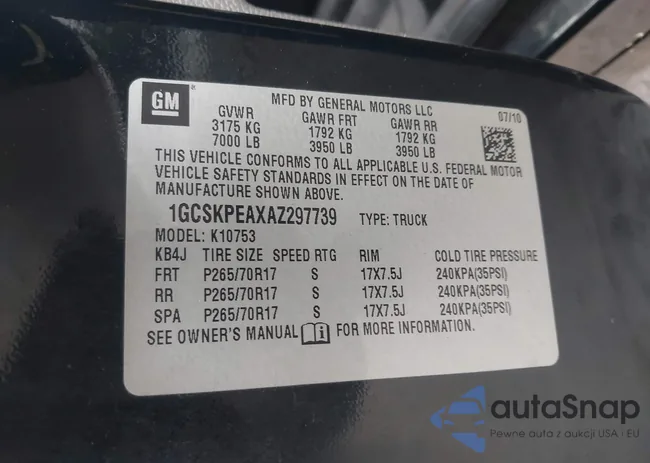 GM
MFD BY GENERAL MOTORS LLC
07/10
GVWR GAWR FRT GAWR RR
3175 KG 1792 KG 1792 KG
7000 LB 3950 LB 3950 LB
THIS VEHICLE CONFORMS TO ALL APPLICABLE U.S. FEDERAL MOTOR
VEHICLE SAFETY STANDARDS IN EFFECT ON THE DATE OF
MANUFACTURE SHOWN ABOVE.
1GCSKPEAXAZ297739 TYPE: TRUCK
MODEL: K10753
KB4J TIRE SIZE SPEED RTG RIM COLD TIRE PRESSURE
FRT P265/70R17 S 17X7.5J 240KPA(35PSI)
RR P265/70R17 S 17X7.5J 240KPA(35PSI)
SPA P265/70R17 S 17X7.5J 240KPA(35PSI)
SEE OWNER'S MANUAL FOR MORE INFORMATION.
autaSnap
Pewne auta z aukcji USA i EU